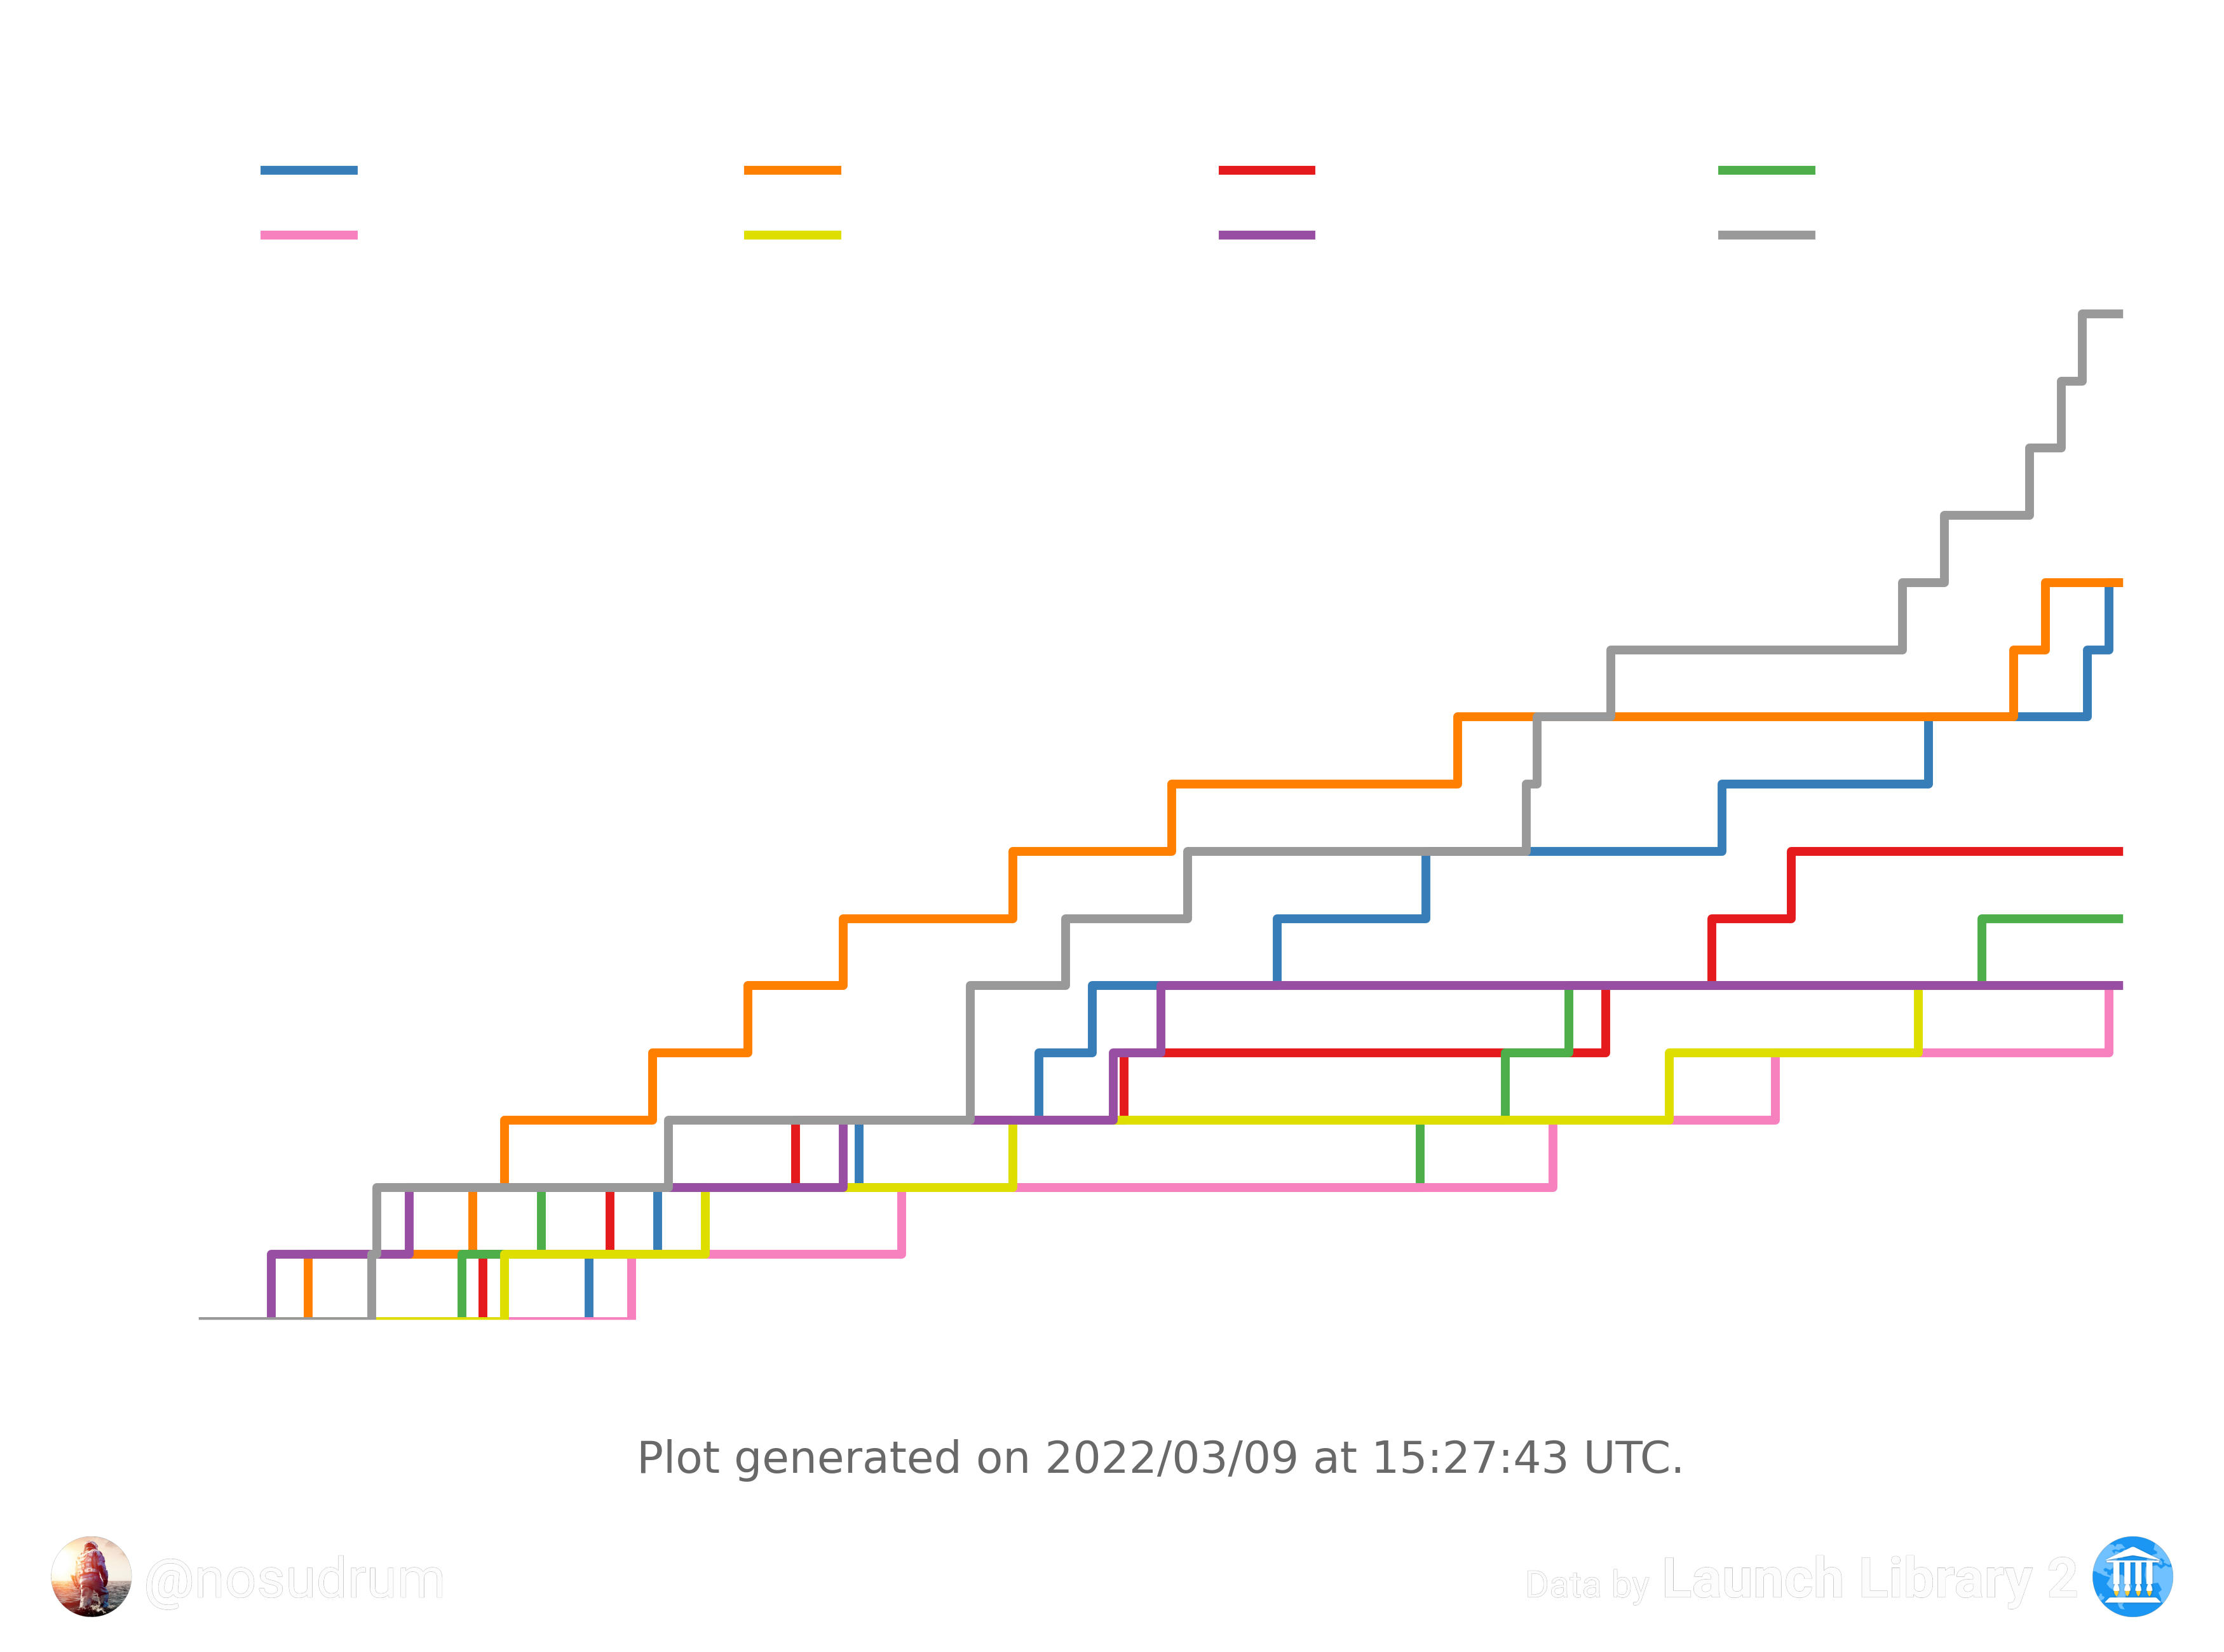 Plot generated on 2022/03/09 at 15:27:43 UTC.
@nosudrum
Data by Launch Library 2